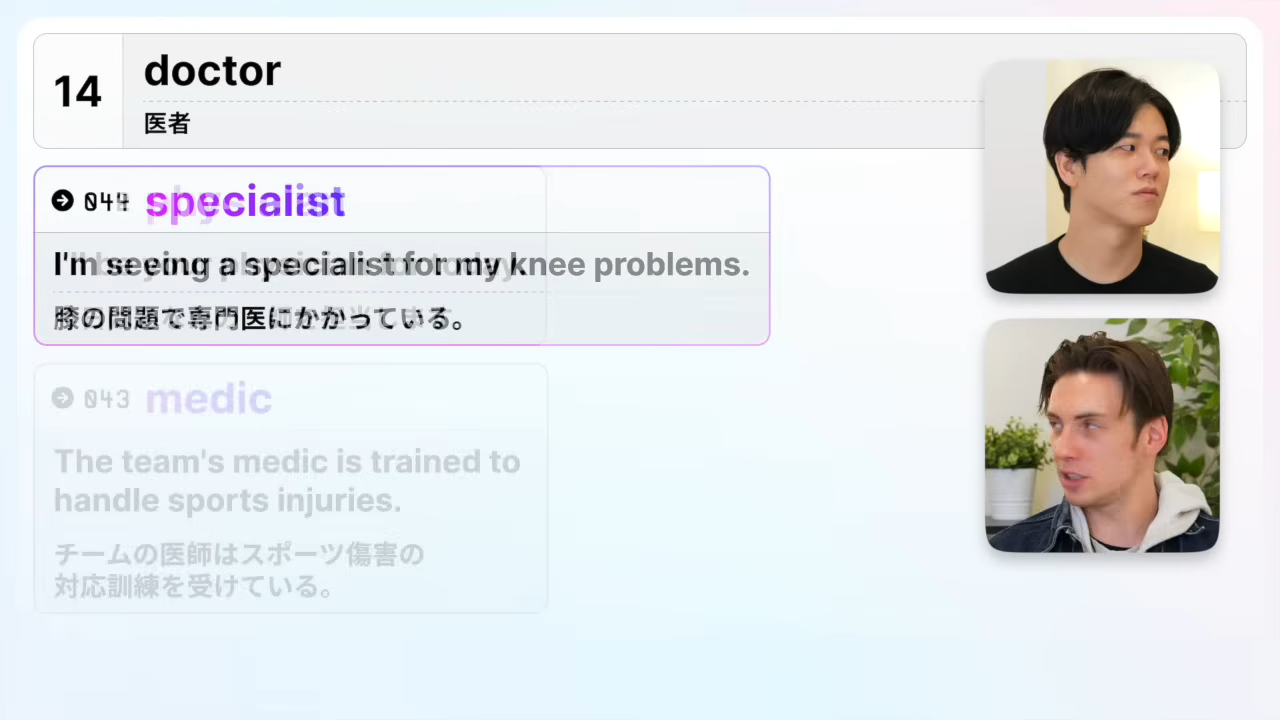 14
doctor
医者
specialist
I'm seeing a specialist for my knee problems.
膝の問題で専門医にかかっている。
043 medic
The team's medic is trained to
handle sports injuries.
チームの医師はスポーツ傷害の
対応訓練を受けている。